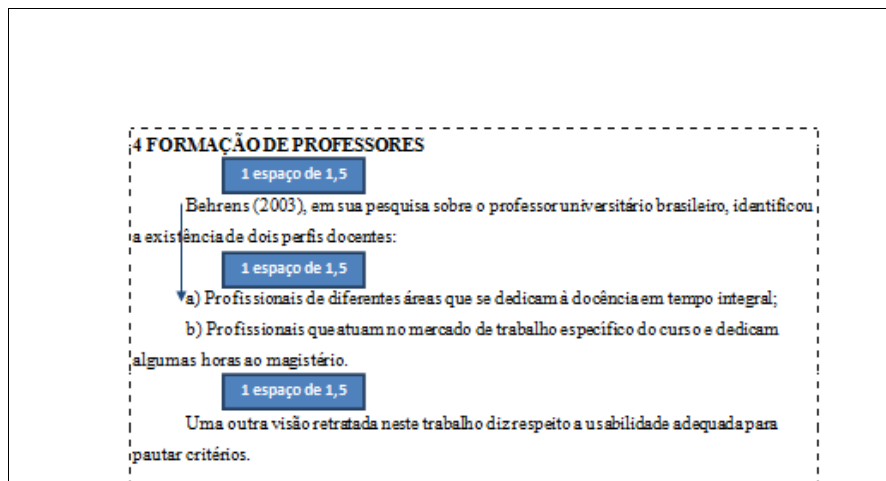 4 FORMAÇÃO DE PROFESSORES
1 espaço de 1,5
Behrens (2003), em sua pesquisa sobre o professor universitário brasileiro, identificou
a existência de dois perfis docentes:
1 espaço de 1,5
a) Profissionais de diferentes áreas que se dedicam à docência em tempo integral;
b) Profissionais que atuam no mercado de trabalho específico do curso e dedicam
algumas horas ao magistério.
1 espaço de 1,5
Uma outra visão retratada neste trabalho diz respeito a usabilidade adequada para
pautar critérios.